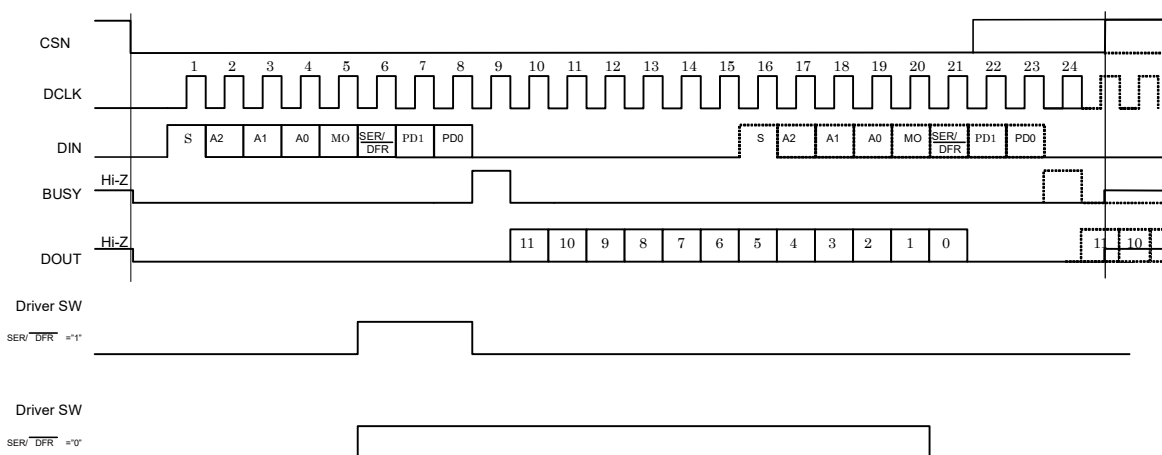 CSN
1 2 3 4 5 6 7 8 9 10 11 12 13 14 15 16 17 18 19 20 21 22 23 24
DCLK
S A2 A1 A0 MO SER/DFR PD1 PD0 S A2 A1 A0 MO SER/DFR PD1 PD0
DIN
Hi-Z
BUSY
Hi-Z
11 10 9 8 7 6 5 4 3 2 1 0 11 10
DOUT
Driver SW
SER/ DFR ="1"
Driver SW
SER/ DFR ="0"